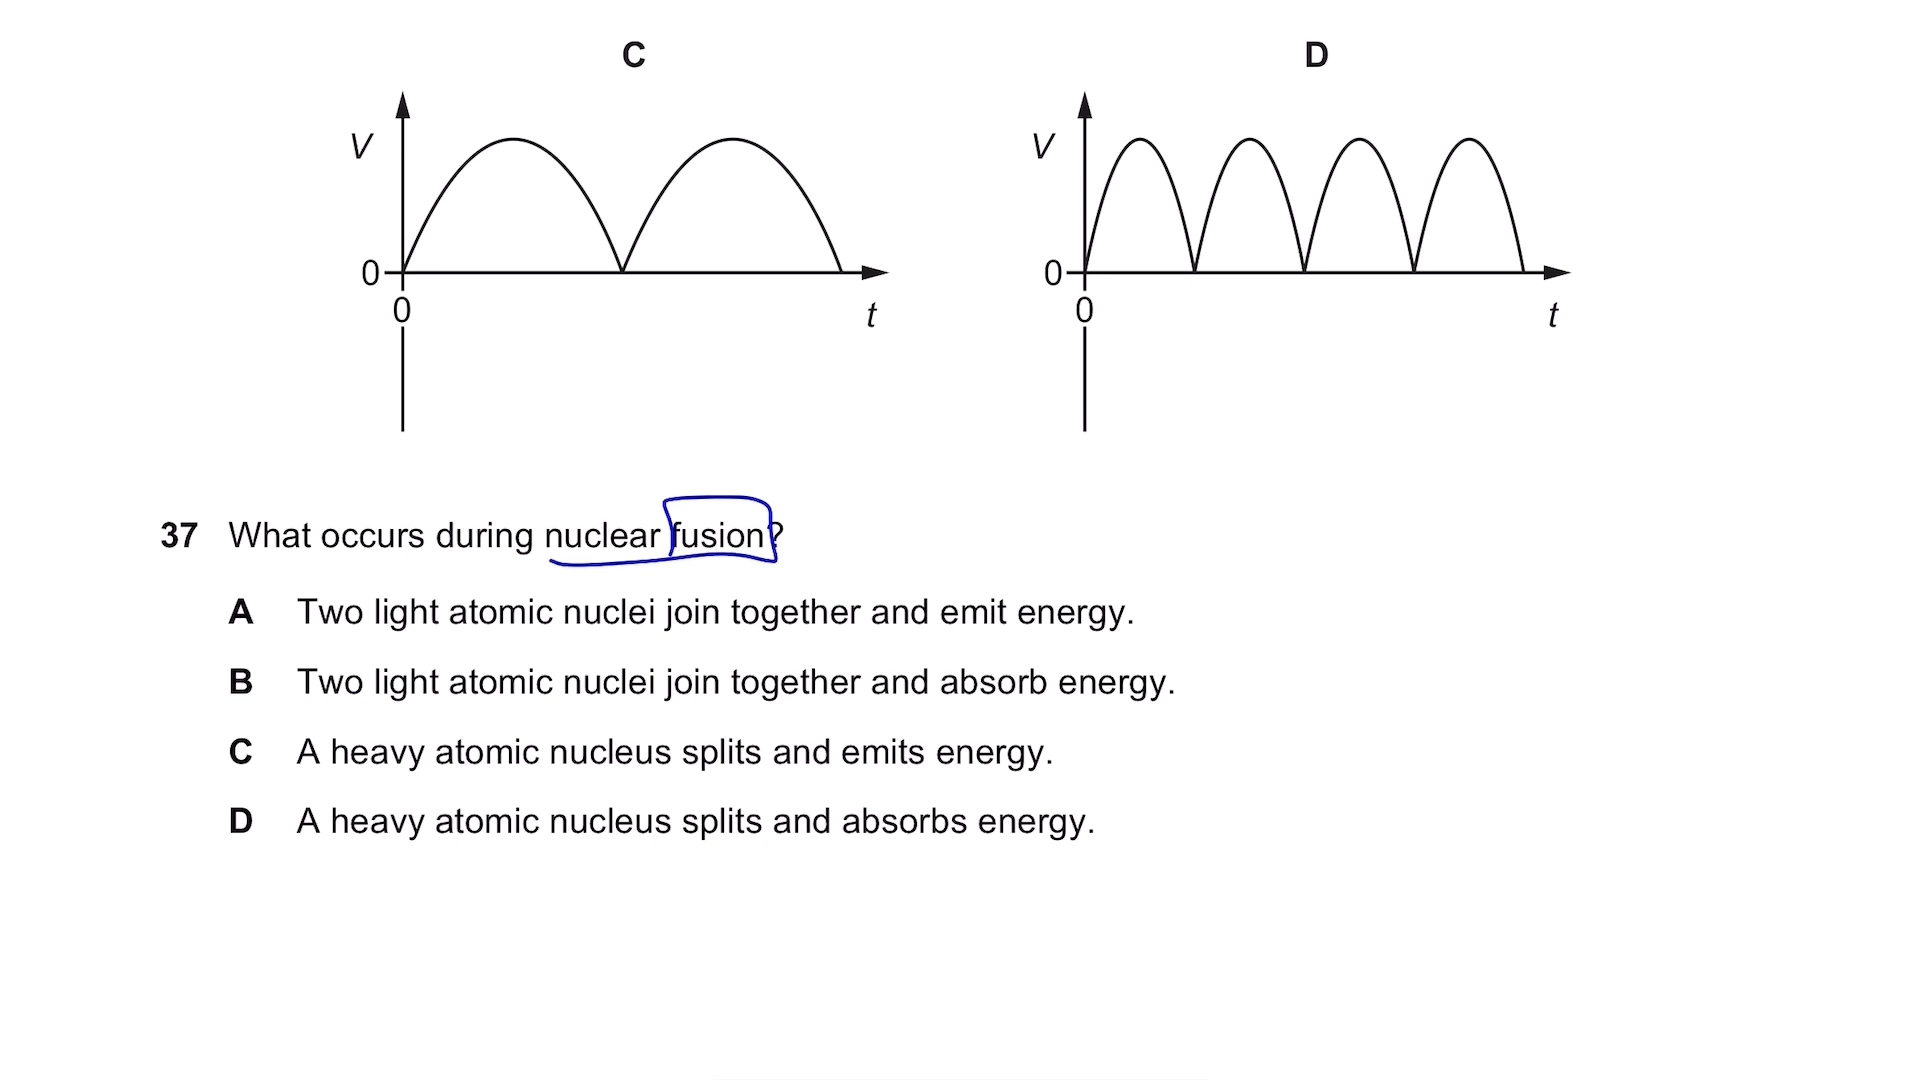 C D
V V
0 0
0 t 0 t
37 What occurs during nuclear fusion?
A Two light atomic nuclei join together and emit energy.
B Two light atomic nuclei join together and absorb energy.
C A heavy atomic nucleus splits and emits energy.
D A heavy atomic nucleus splits and absorbs energy.